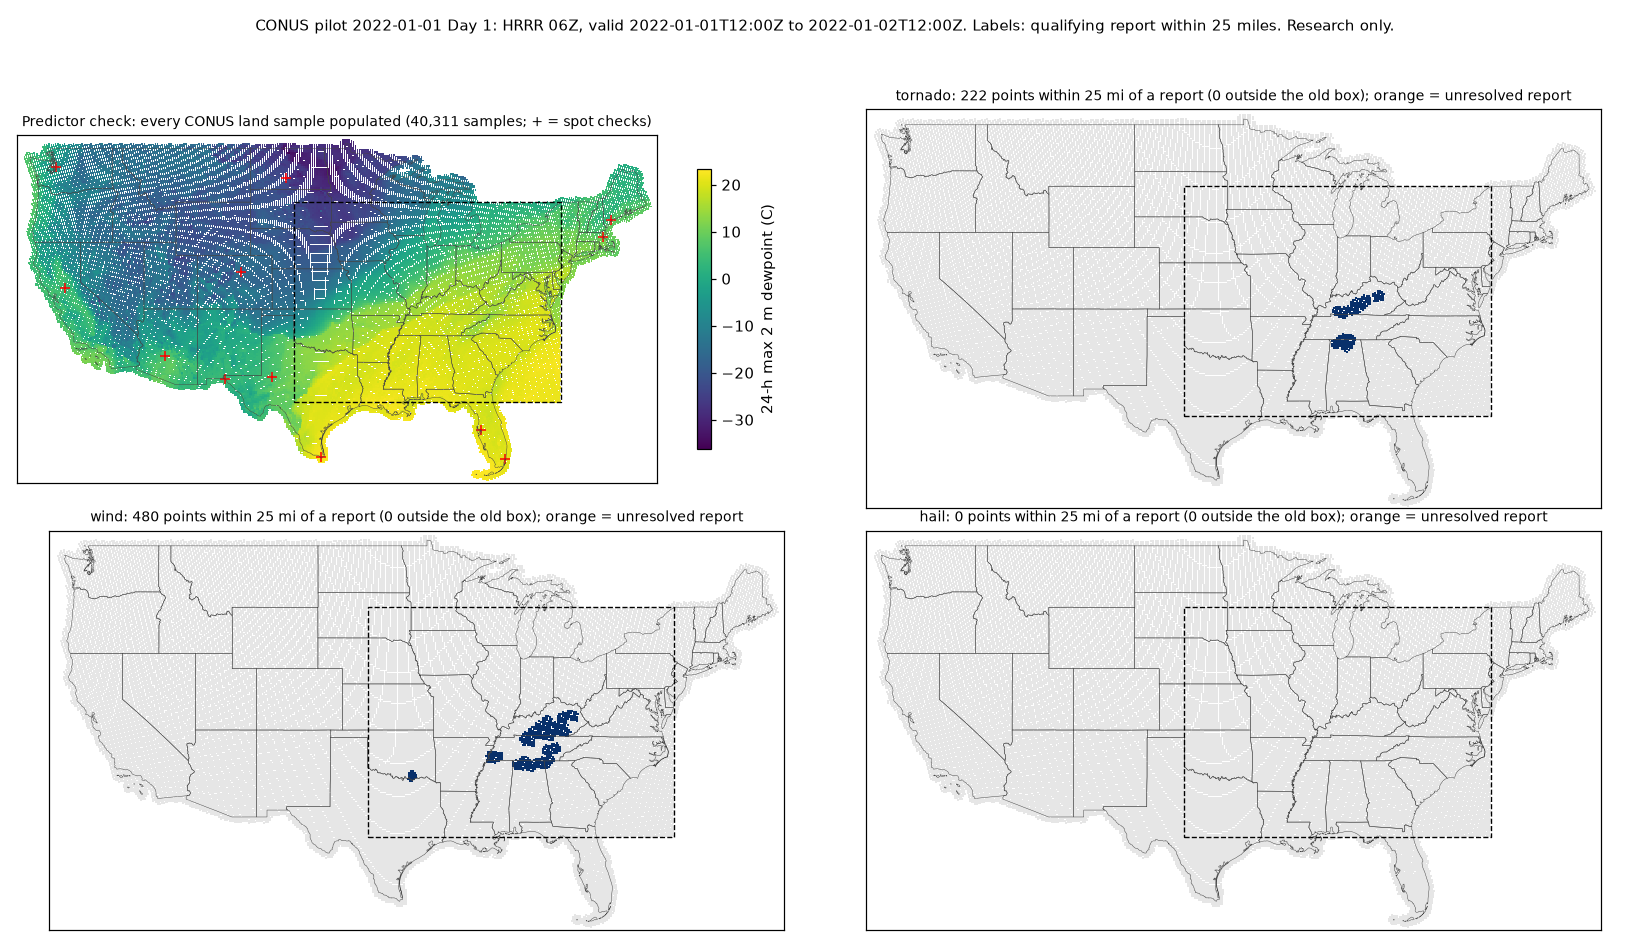 CONUS pilot 2022-01-01 Day 1: HRRR 06Z, valid 2022-01-01T12:00Z to 2022-01-02T12:00Z. Labels: qualifying report within 25 miles. Research only.
Predictor check: every CONUS land sample populated (40,311 samples; + = spot checks)
20
10
0
−10
−20
−30
24-h max 2 m dewpoint (C)
tornado: 222 points within 25 mi of a report (0 outside the old box); orange = unresolved report
wind: 480 points within 25 mi of a report (0 outside the old box); orange = unresolved report
hail: 0 points within 25 mi of a report (0 outside the old box); orange = unresolved report